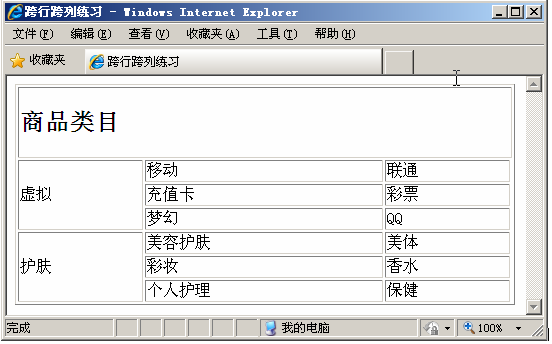 跨行跨列练习 - Windows Internet Explorer
文件(F) 编辑(E) 查看(V) 收藏夹(A) 工具(T) 帮助(H)
收藏夹 跨行跨列练习
商品类目
虚拟 移动 联通
充值卡 彩票
梦幻 QQ
护肤 美容护肤 美体
彩妆 香水
个人护理 保健
完成 我的电脑 100%